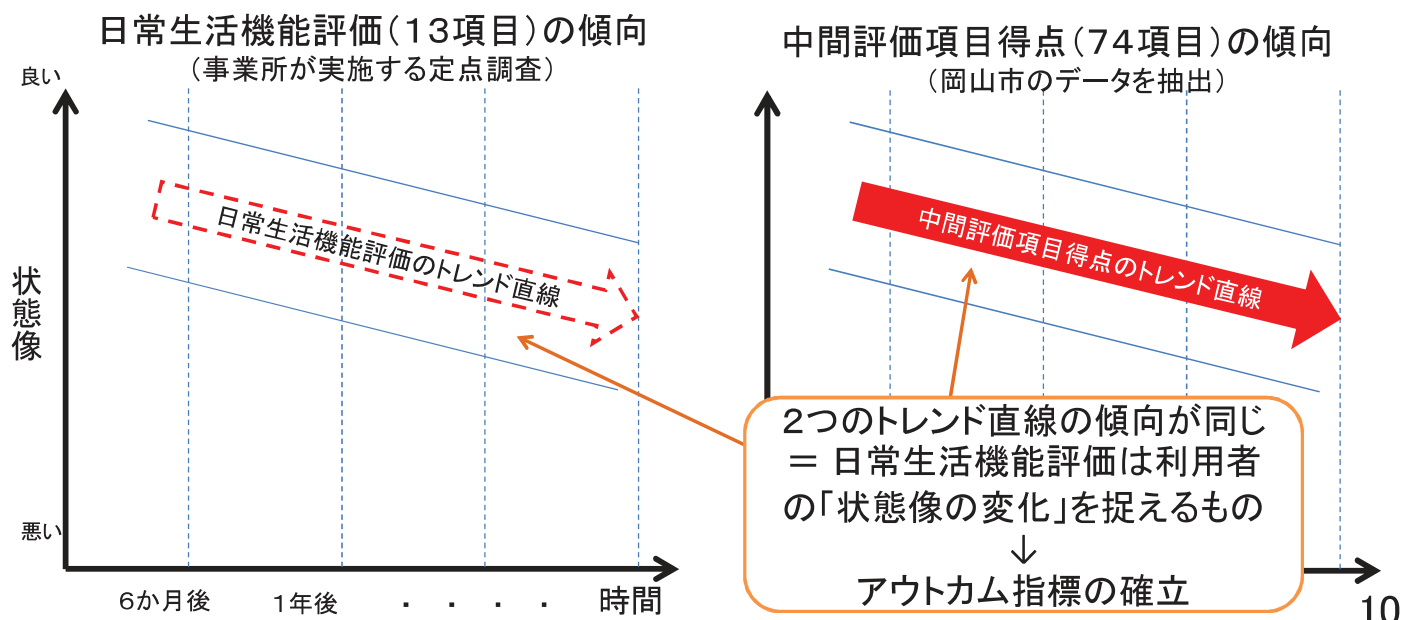 日常生活機能評価(13項目)の傾向
(事業所が実施する定点調査)
良い
状態像
悪い
日常生活機能評価のトレンド直線
6か月後
1年後
・・・・
時間
中間評価項目得点(74項目)の傾向
(岡山市のデータを抽出)
中間評価項目得点のトレンド直線
2つのトレンド直線の傾向が同じ
= 日常生活機能評価は利用者
の「状態像の変化」を捉えるもの
↓
アウトカム指標の確立
10